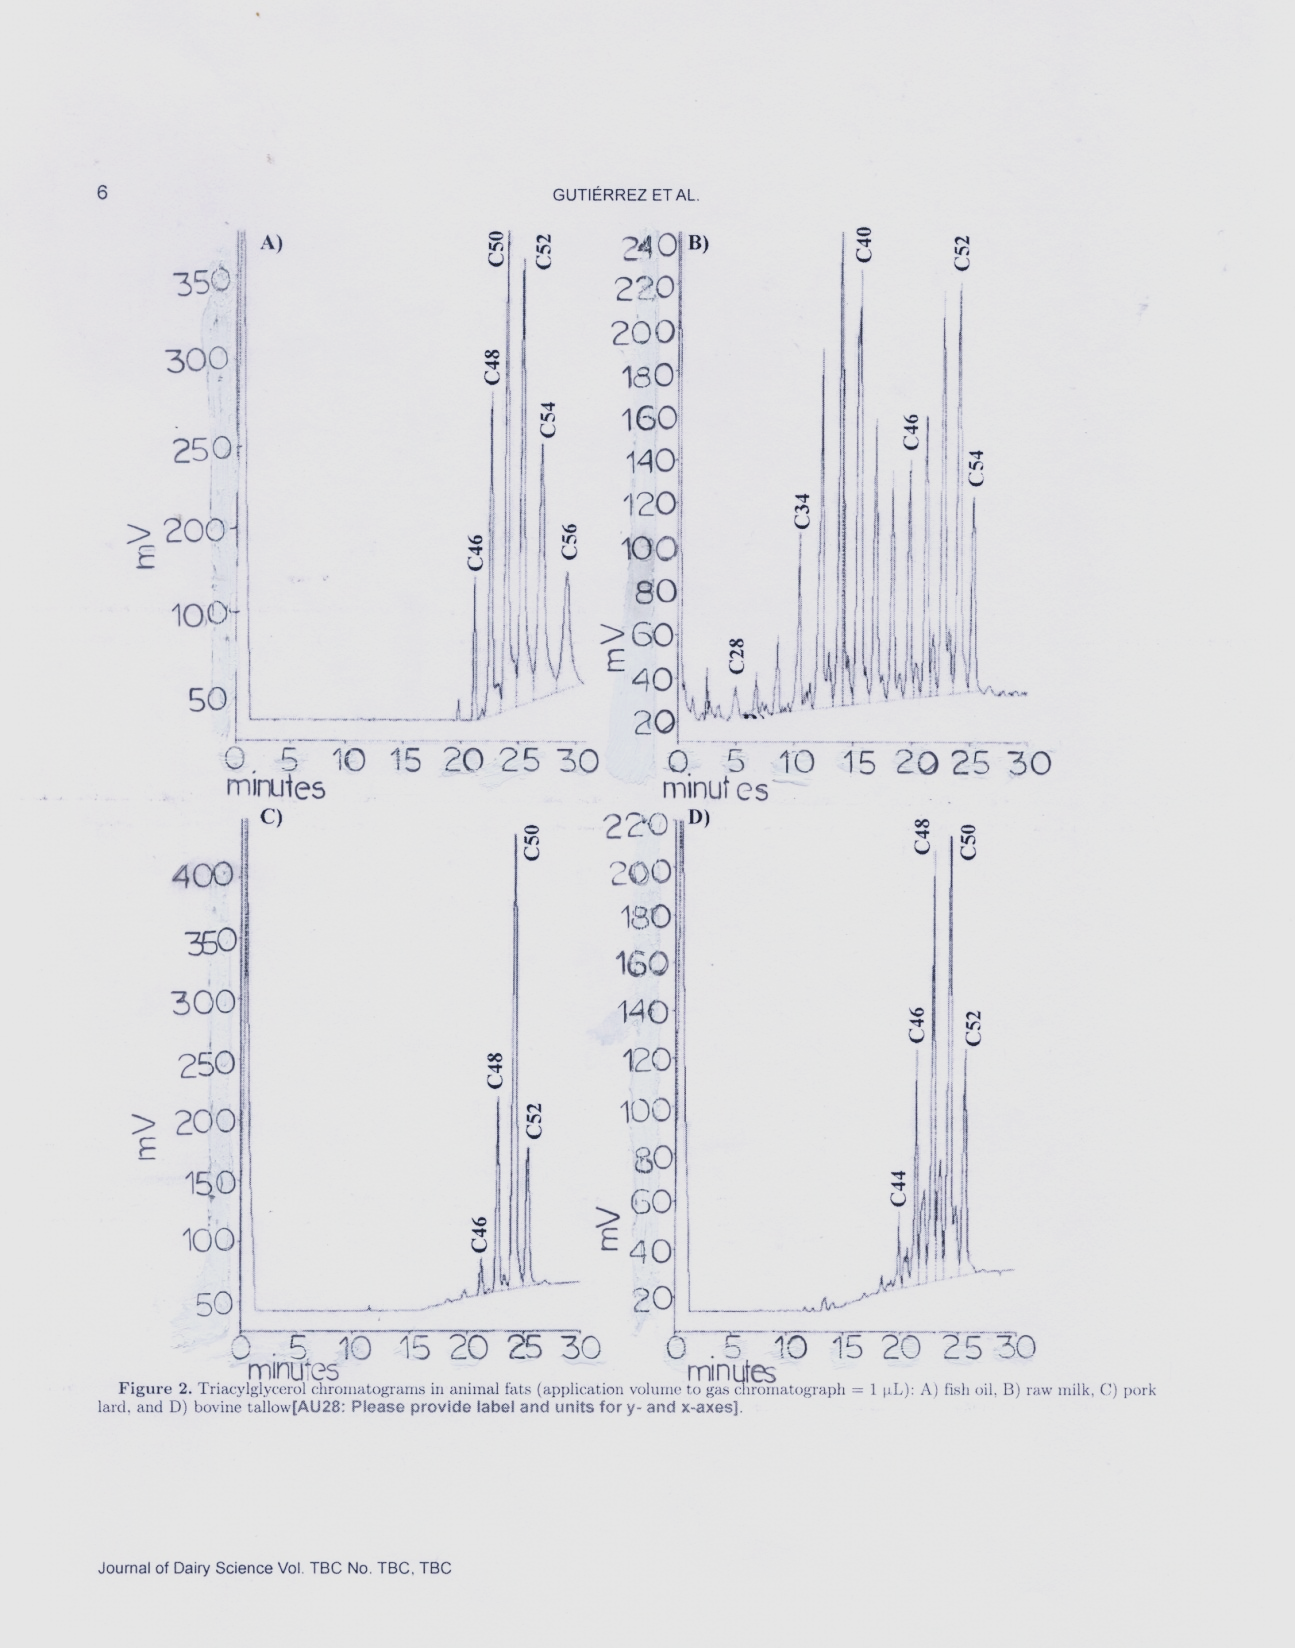 6
GUTIÉRREZ ET AL.
A)
350
300
250
200
100
50
mV
C46
C48
C50
C52
C54
C56
0 5 10 15 20 25 30
minutes
B)
240
220
200
180
160
140
120
100
80
60
40
20
mV
C28
C34
C40
C46
C52
C54
0 5 10 15 20 25 30
minutes
C)
400
350
300
250
200
150
100
50
mV
C46
C48
C50
C52
0 5 10 15 20 25 30
minutes
D)
220
200
180
160
140
120
100
80
60
40
20
mV
C44
C46
C48
C50
C52
0 5 10 15 20 25 30
minutes
Figure 2. Triacylglycerol chromatograms in animal fats (application volume to gas chromatograph = 1 μL): A) fish oil, B) raw milk, C) pork
lard, and D) bovine tallow[AU28: Please provide label and units for y- and x-axes].
Journal of Dairy Science Vol. TBC No. TBC, TBC